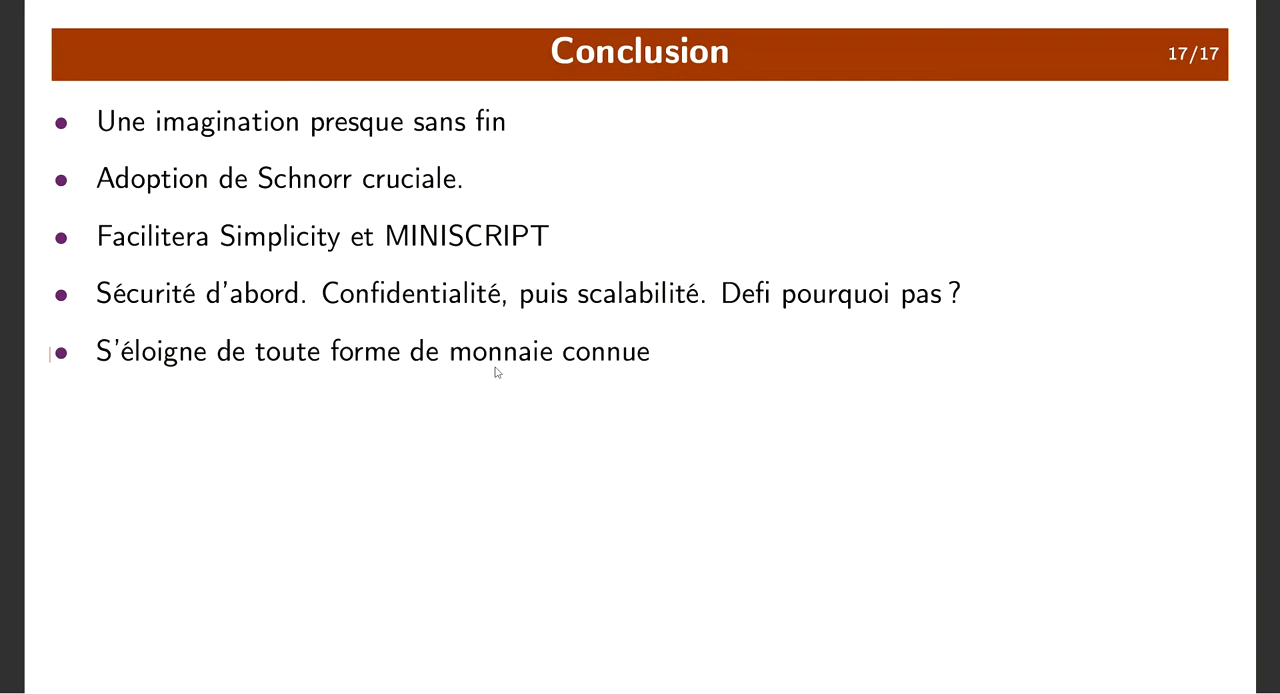 Conclusion
17/17
• Une imagination presque sans fin
• Adoption de Schnorr cruciale.
• Facilitera Simplicity et MINISCRIPT
• Sécurité d'abord. Confidentialité, puis scalabilité. Defi pourquoi pas ?
• S'éloigne de toute forme de monnaie connue